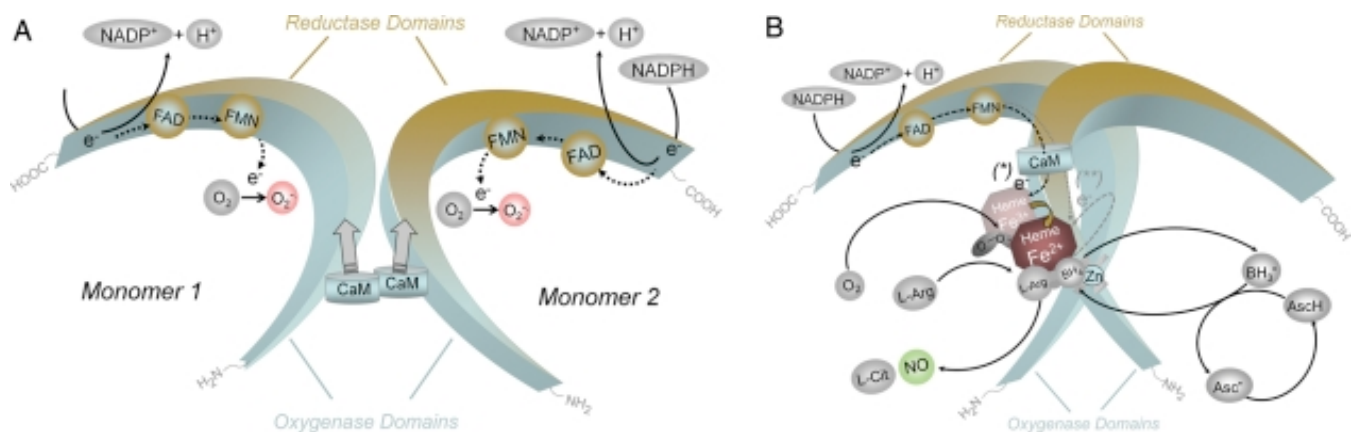 A
NADP⁺ + H⁺
Reductase Domains
NADP⁺ + H⁺
NADPH
e⁻
FAD
FMN
e⁻
O₂
O₂⁻
HOOC
FMN
FAD
e⁻
e⁻
O₂
O₂⁻
COOH
Monomer 1
CaM
CaM
Monomer 2
H₂N
NH₂
Oxygenase Domains
B
Reductase Domains
NADP⁺ + H⁺
NADPH
e⁻
FAD
FMN
CaM
(*)
e⁻
(**)
e⁻
HOOC
COOH
Heme
Heme
Fe²⁺
O₂
L-Arg
L-Arg
BH₄
Zn
BH₃⁺
AscH
Asc⁻
L-Cit
NO
H₂N
NH₂
Oxygenase Domains